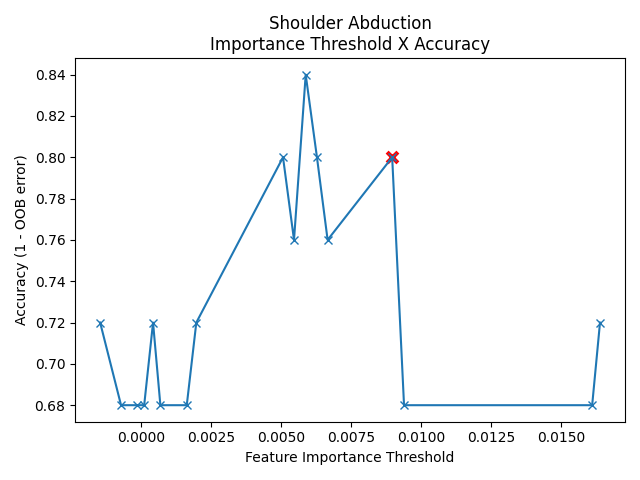 Shoulder Abduction
Importance Threshold X Accuracy
Accuracy (1 - OOB error)
0.84
0.82
0.80
0.78
0.76
0.74
0.72
0.70
0.68
0.0000 0.0025 0.0050 0.0075 0.0100 0.0125 0.0150
Feature Importance Threshold